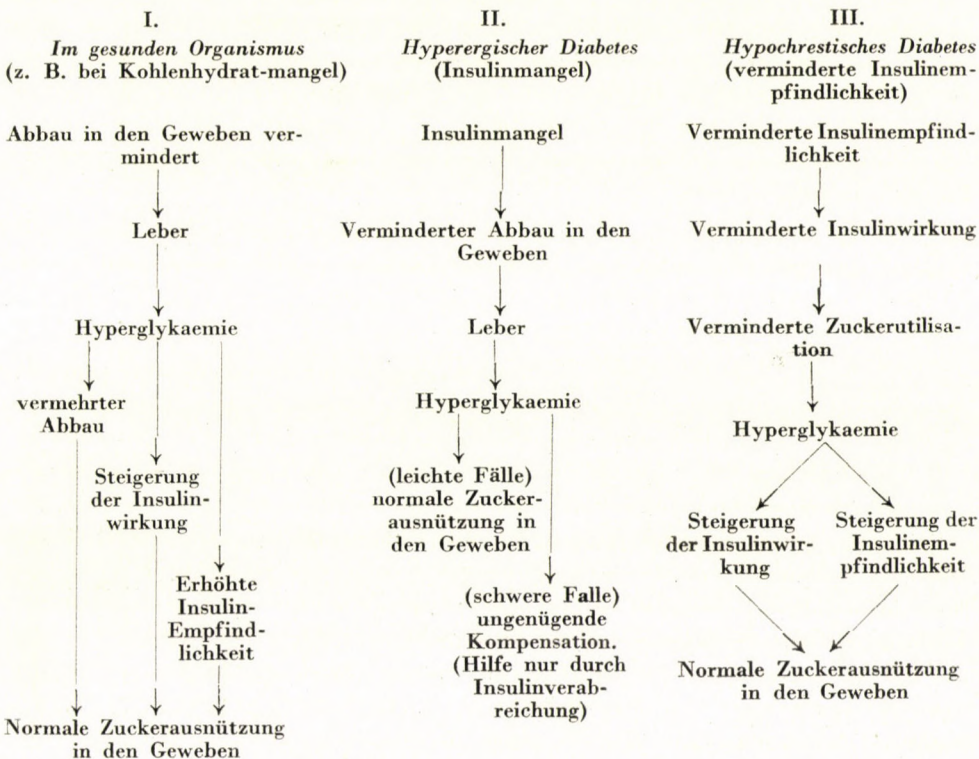 I.
Im gesunden Organismus
(z. B. bei Kohlenhydrat-mangel)
Abbau in den Geweben ver-
mindert
Leber
Hyperglykaemie
vermehrter
Abbau
Steigerung
der Insulin-
wirkung
Erhöhte
Insulin-
Empfind-
lichkeit
Normale Zuckerausnützung
in den Geweben
II.
Hyperergischer Diabetes
(Insulinmangel)
Insulinmangel
Verminderter Abbau in den
Geweben
Leber
Hyperglykaemie
(leichte Fälle)
normale Zucker-
ausnützung in
den Geweben
(schwere Falle)
ungenügende
Kompensation.
(Hilfe nur durch
Insulinverab-
reichung)
III.
Hypochrestisches Diabetes
(verminderte Insulinem-
pfindlichkeit)
Verminderte Insulinempfind-
lichkeit
Verminderte Insulinwirkung
Verminderte Zuckerutilisa-
tion
Hyperglykaemie
Steigerung
der Insulinwir-
kung
Steigerung der
Insulinem-
pfindlichkeit
Normale Zuckerausnützung
in den Geweben